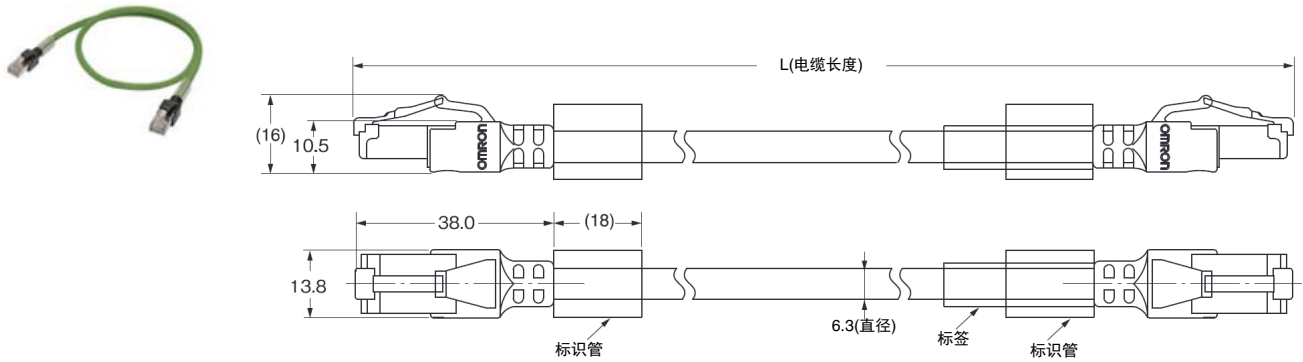 L(电缆长度)
(16)
10.5
OMRON
OMRON
38.0
(18)
13.8
6.3(直径)
标签
标识管
标识管